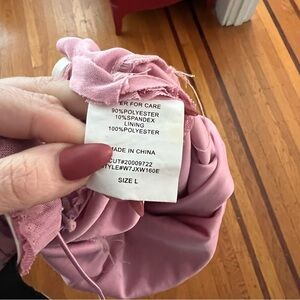 FOR CARE
90%POLYESTER
10%SPANDEX
LINING
100%POLYESTER
MADE IN CHINA
CUT#20009722
STYLE#W7JXW160E
SIZE L